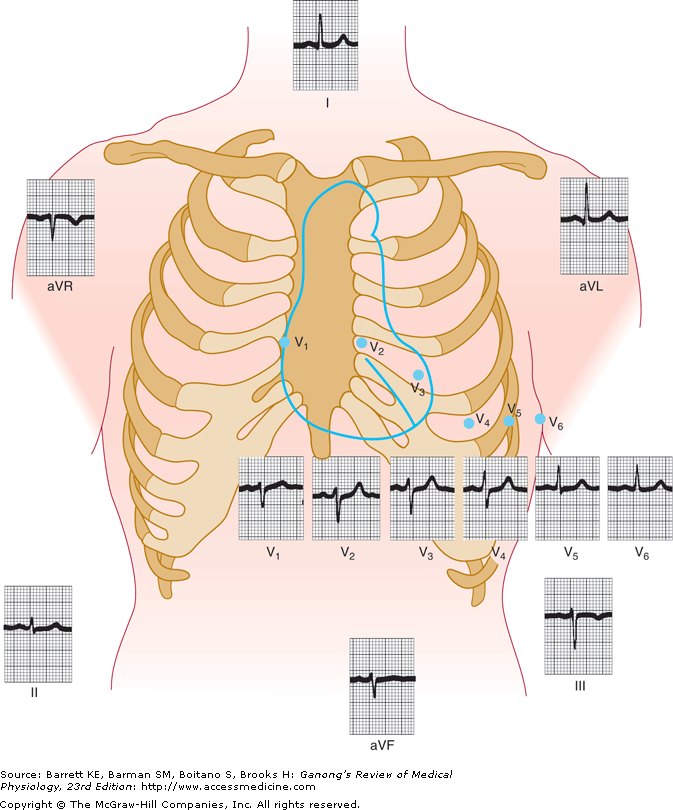 I
aVR
aVL
V1
V2
V3
V4
V5
V6
V1
V2
V3
V4
V5
V6
II
III
aVF
Source: Barrett KE, Barman SM, Boitano S, Brooks H: Ganong's Review of Medical
Physiology, 23rd Edition: http://www.accessmedicine.com
Copyright © The McGraw-Hill Companies, Inc. All rights reserved.